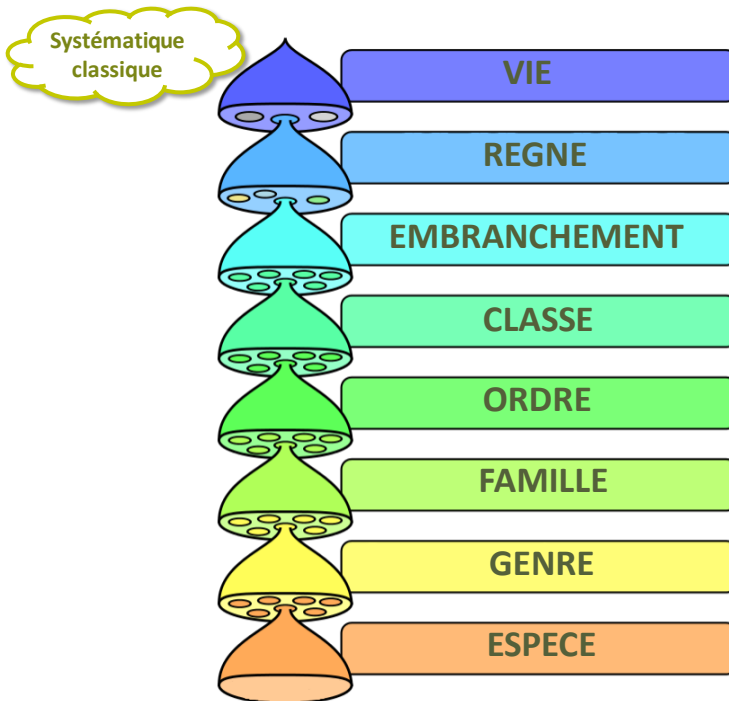 Systématique
classique
VIE
REGNE
EMBRANCHEMENT
CLASSE
ORDRE
FAMILLE
GENRE
ESPECE